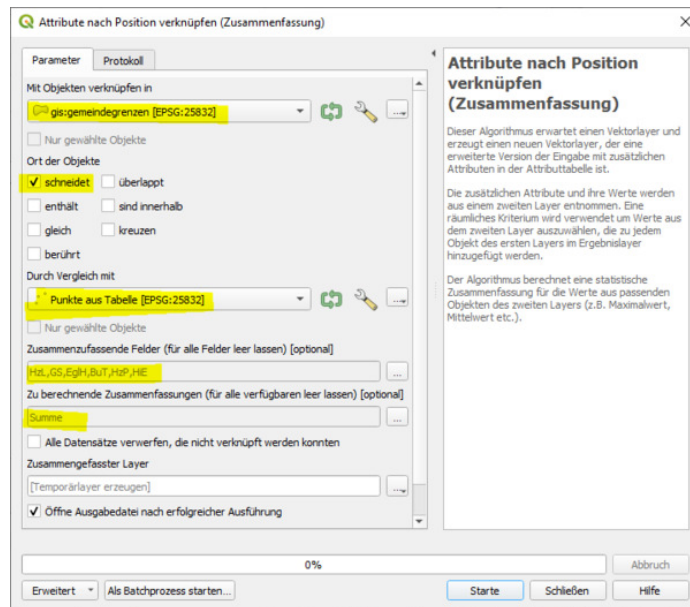 Attribute nach Position verknüpfen (Zusammenfassung)
Parameter
Protokoll
Mit Objekten verknüpfen in
gis:gemeindegrenzen [EPSG:25832]
Nur gewählte Objekte
Ort der Objekte
schneidet
überlappt
enthält
sind innerhalb
gleich
kreuzen
berührt
Durch Vergleich mit
Punkte aus Tabelle [EPSG:25832]
Nur gewählte Objekte
Zusammenzufassende Felder (für alle Felder leer lassen) [optional]
HzL,GS,EglH,BuT,HzP,HiE
...
Zu berechnende Zusammenfassungen (für alle verfügbaren leer lassen) [optional]
Summe
...
Alle Datensätze verwerfen, die nicht verknüpft werden konnten
Zusammengefasster Layer
[Temporärlayer erzeugen]
Öffne Ausgabedatei nach erfolgreicher Ausführung
Attribute nach Position
verknüpfen
(Zusammenfassung)
Dieser Algorithmus erwartet einen Vektorlayer und
erzeugt einen neuen Vektorlayer, der eine
erweiterte Version der Eingabe mit zusätzlichen
Attributen in der Attributtabelle ist.
Die zusätzlichen Attribute und ihre Werte werden
aus einem zweiten Layer entnommen. Eine
räumliches Kriterium wird verwendet um Werte aus
dem zweiten Layer auszuwählen, die zu jedem
Objekt des ersten Layers im Ergebnislayer
hinzugefügt werden.
Der Algorithmus berechnet eine statistische
Zusammenfassung für die Werte aus passenden
Objekten des zweiten Layers (z.B. Maximalwert,
Mittelwert etc.).
0%
Abbruch
Erweitert
Als Batchprozess starten...
Starte
Schließen
Hilfe